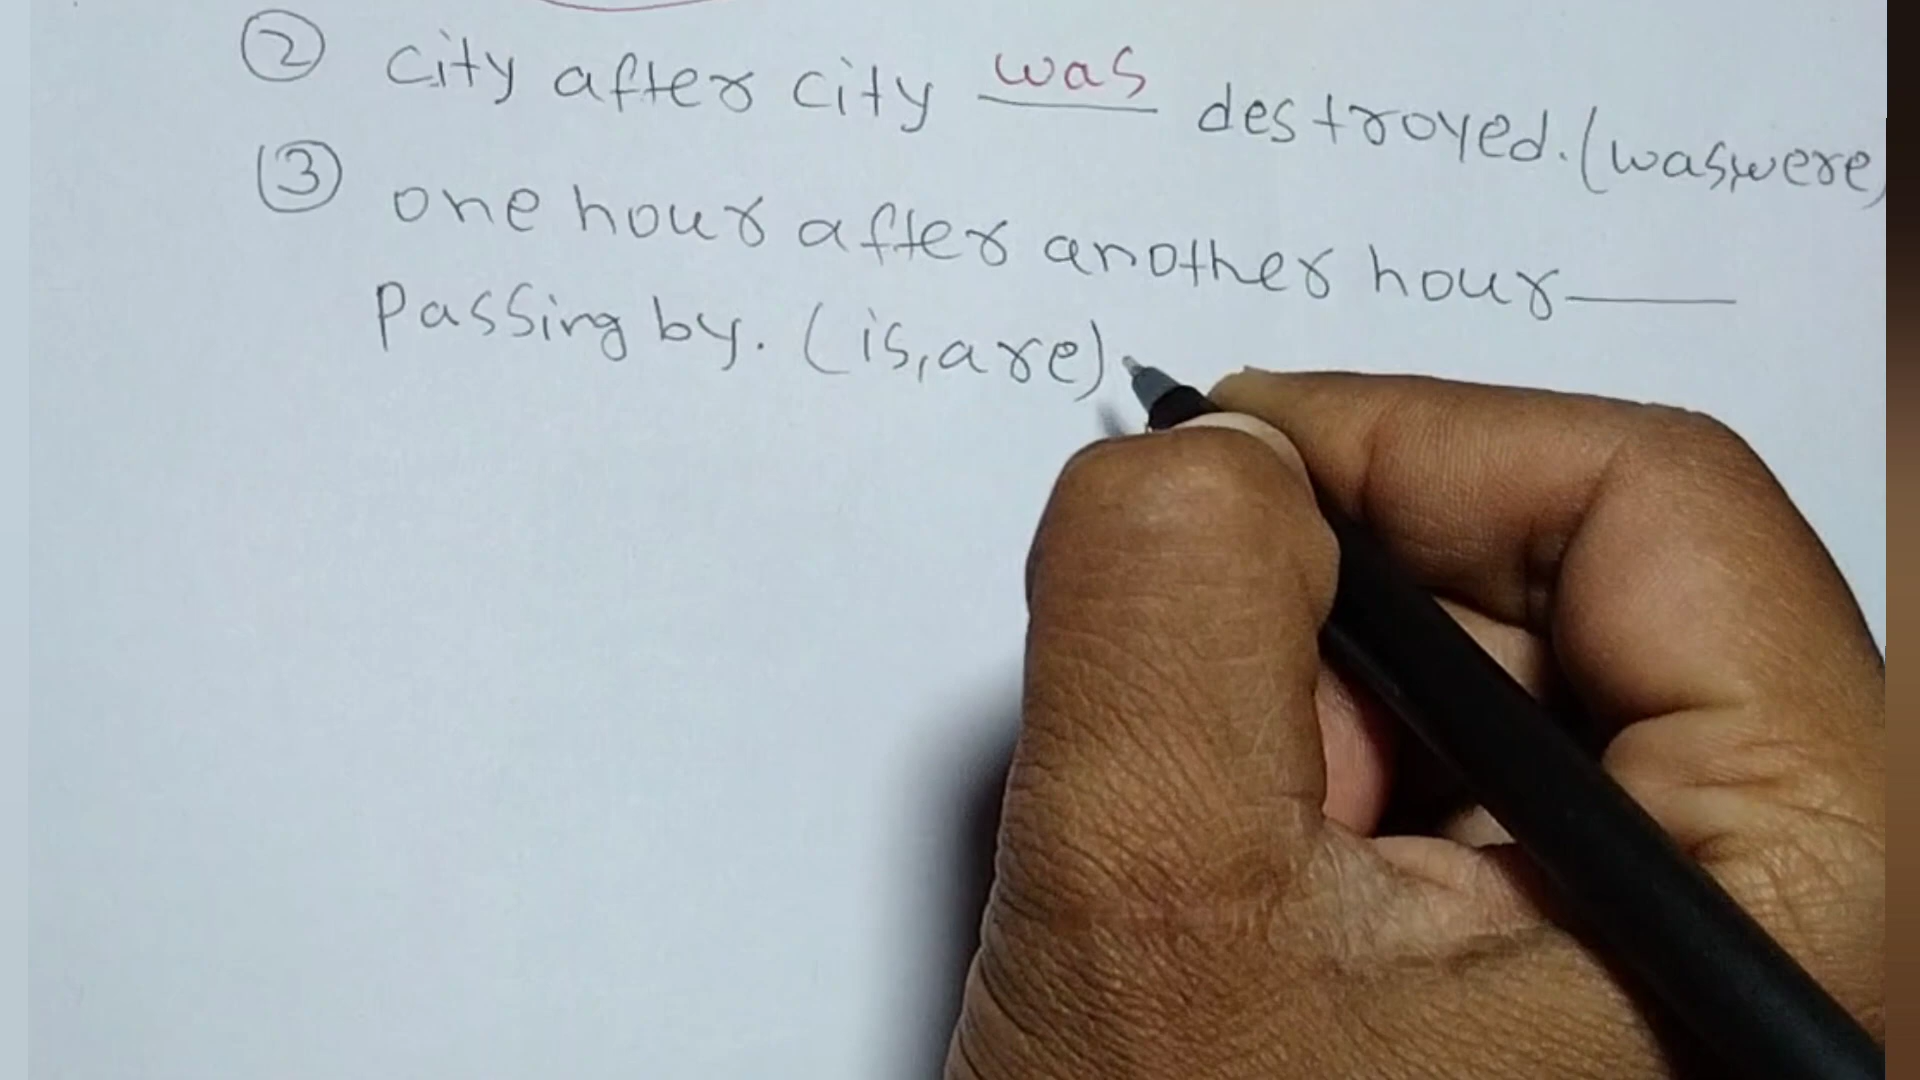 ② city after city was destroyed. (was, were)
③ one hour after another hour ____
Passing by. (is, are)